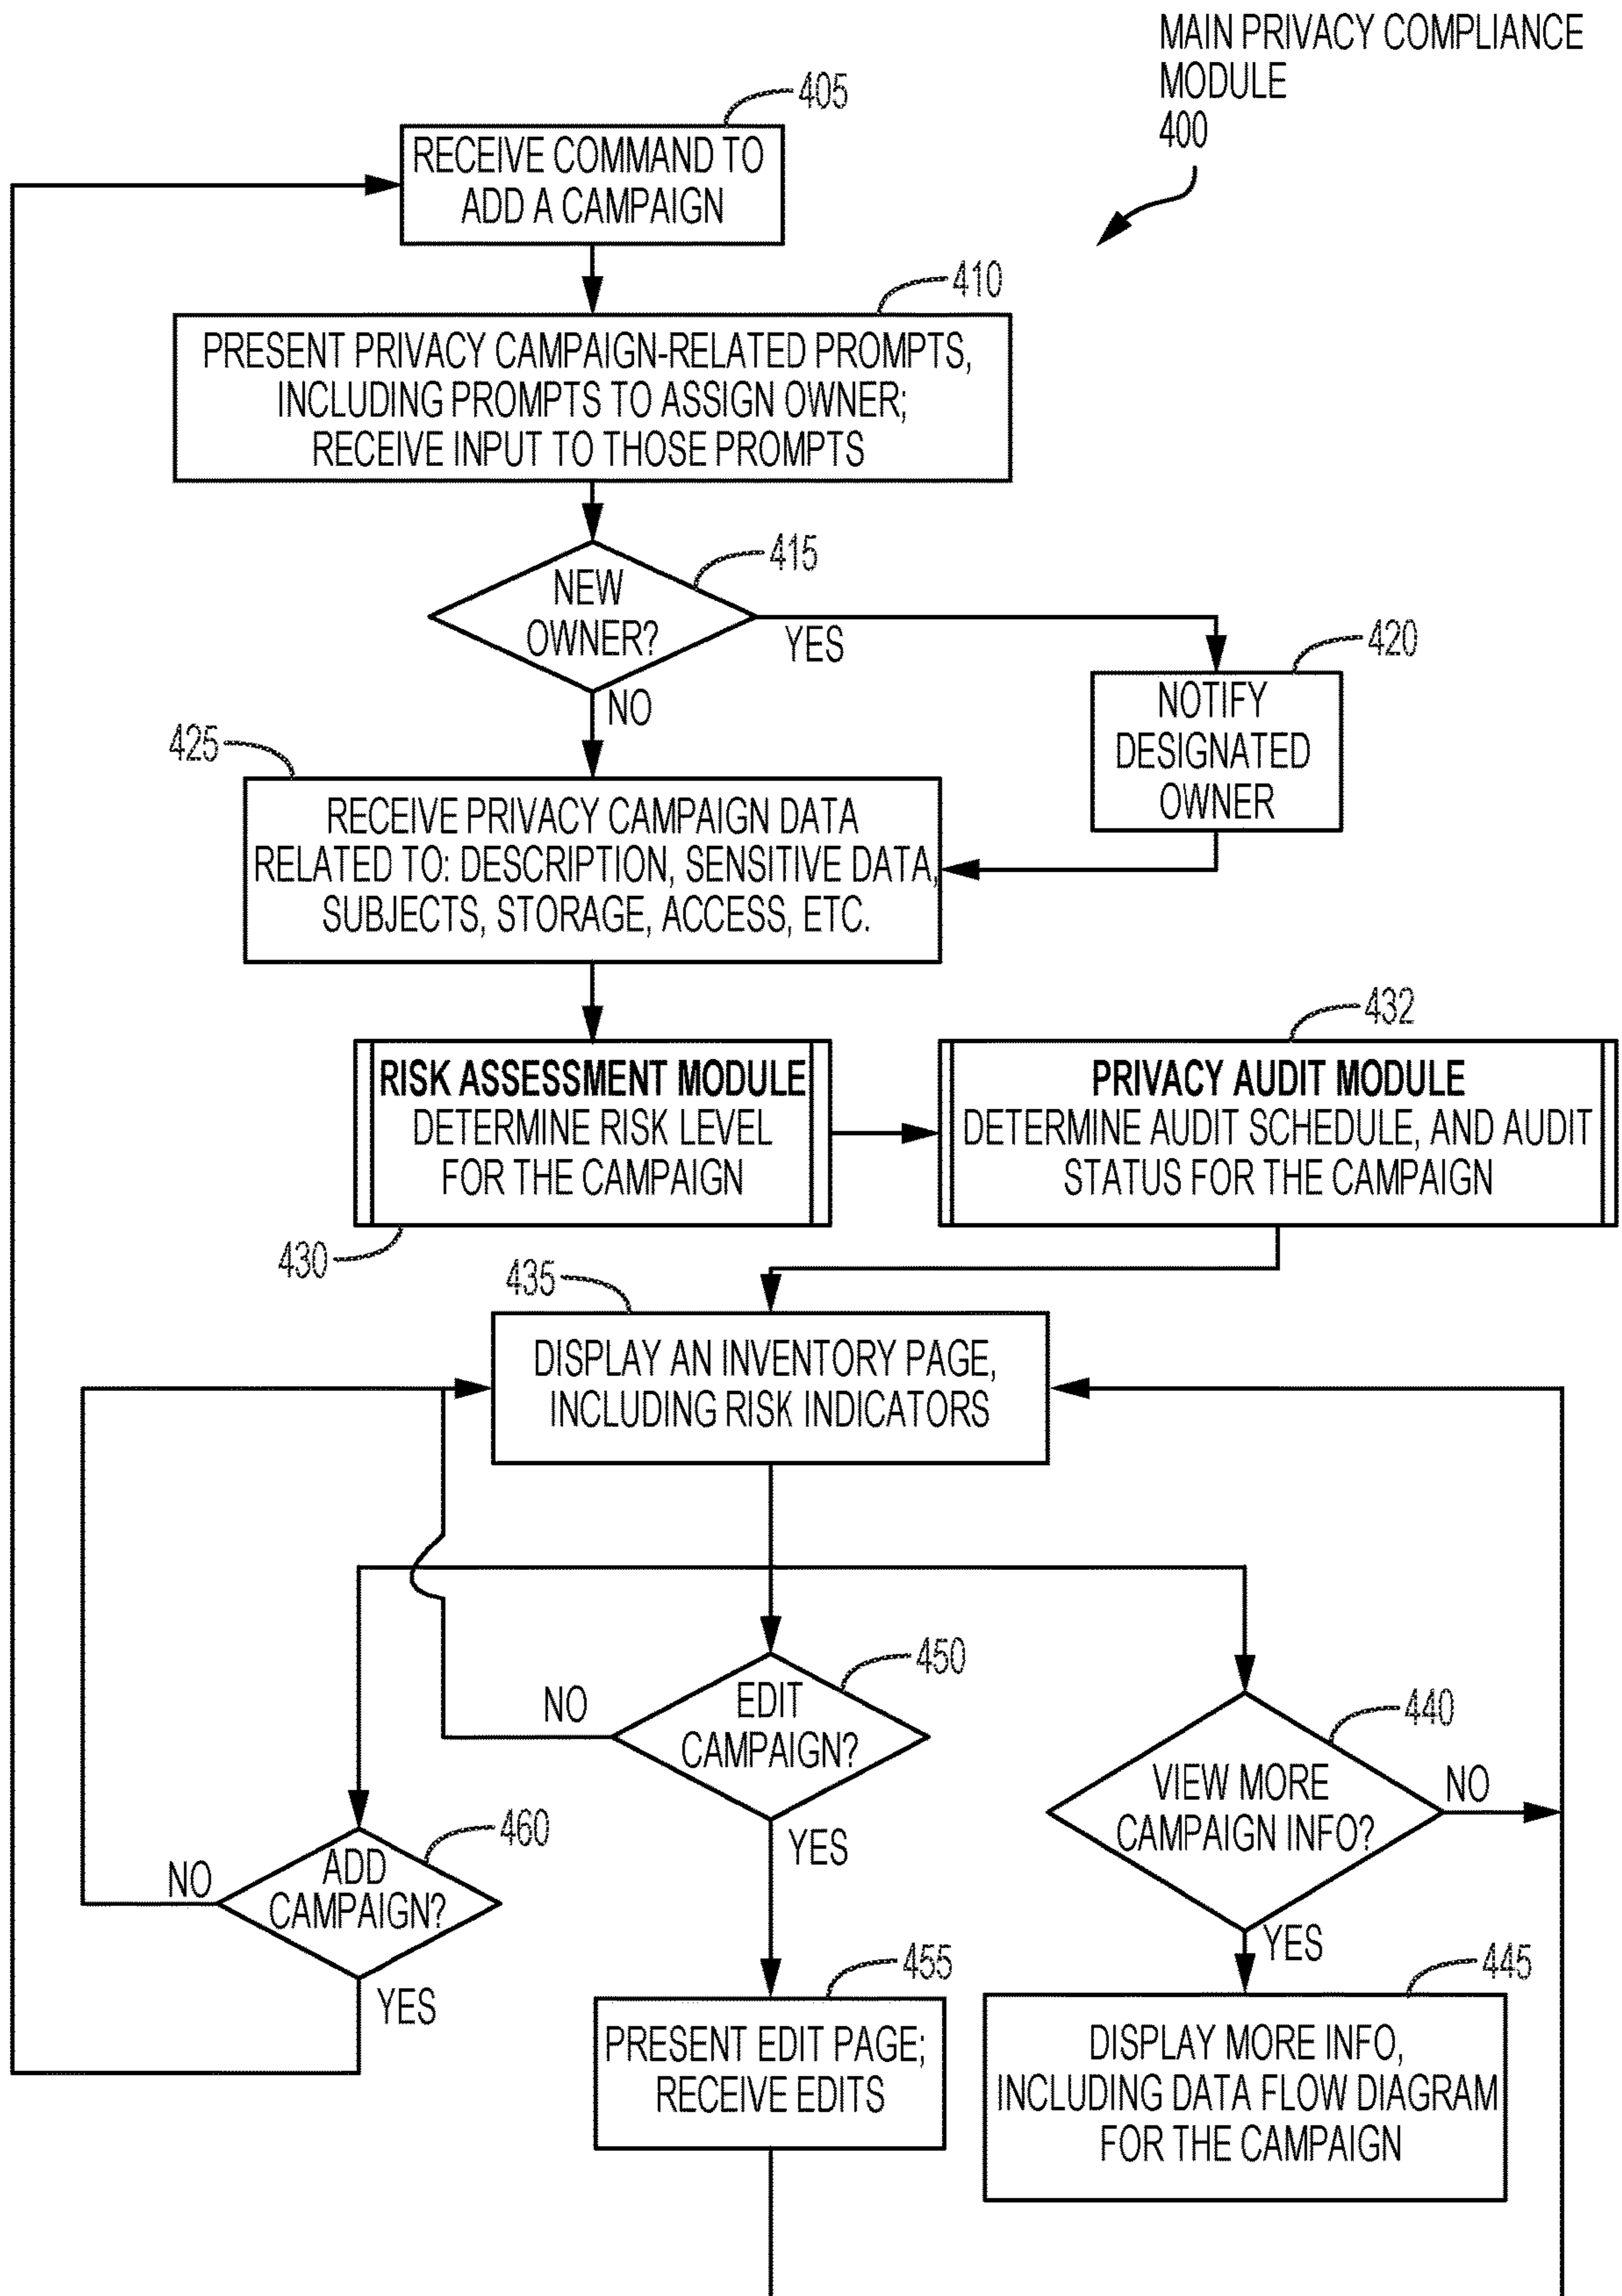 MAIN PRIVACY COMPLIANCE
MODULE
400
405
RECEIVE COMMAND TO
ADD A CAMPAIGN
410
PRESENT PRIVACY CAMPAIGN-RELATED PROMPTS,
INCLUDING PROMPTS TO ASSIGN OWNER;
RECEIVE INPUT TO THOSE PROMPTS
415
NEW
OWNER?
YES
NO
420
NOTIFY
DESIGNATED
OWNER
425
RECEIVE PRIVACY CAMPAIGN DATA
RELATED TO: DESCRIPTION, SENSITIVE DATA,
SUBJECTS, STORAGE, ACCESS, ETC.
RISK ASSESSMENT MODULE
DETERMINE RISK LEVEL
FOR THE CAMPAIGN
430
432
PRIVACY AUDIT MODULE
DETERMINE AUDIT SCHEDULE, AND AUDIT
STATUS FOR THE CAMPAIGN
435
DISPLAY AN INVENTORY PAGE,
INCLUDING RISK INDICATORS
450
EDIT
CAMPAIGN?
NO
YES
440
VIEW MORE
CAMPAIGN INFO?
NO
YES
460
ADD
CAMPAIGN?
NO
YES
455
PRESENT EDIT PAGE;
RECEIVE EDITS
445
DISPLAY MORE INFO,
INCLUDING DATA FLOW DIAGRAM
FOR THE CAMPAIGN